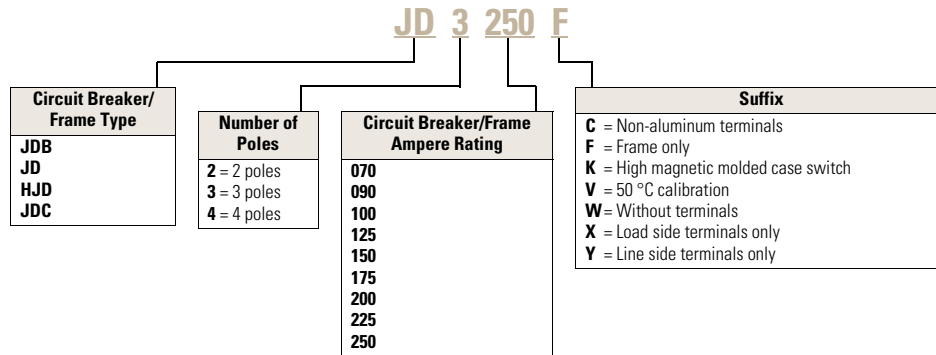 JD 3 250 F
Circuit Breaker/
Frame Type
JDB
JD
HJD
JDC
Number of
Poles
2 = 2 poles
3 = 3 poles
4 = 4 poles
Circuit Breaker/Frame
Ampere Rating
070
090
100
125
150
175
200
225
250
Suffix
C = Non-aluminum terminals
F = Frame only
K = High magnetic molded case switch
V = 50 °C calibration
W = Without terminals
X = Load side terminals only
Y = Line side terminals only